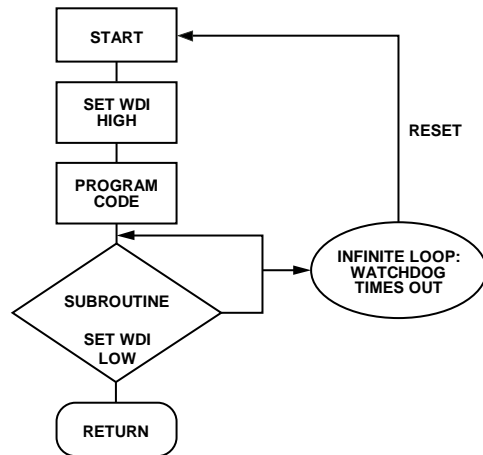 START
SET WDI
HIGH
RESET
PROGRAM
CODE
INFINITE LOOP:
WATCHDOG
TIMES OUT
SUBROUTINE
SET WDI
LOW
RETURN